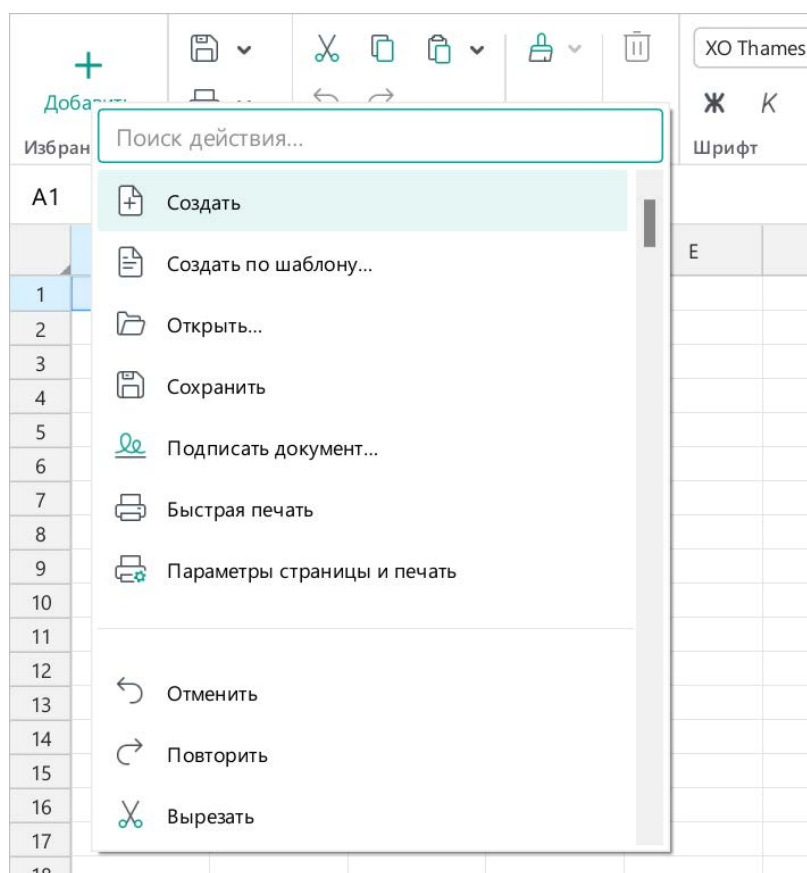 XO Thames
Добавить
Ж К
Избран
Шрифт
Поиск действия...
A1
Создать
E
Создать по шаблону...
1
Открыть...
2
3
Сохранить
4
5
Подписать документ...
6
7
Быстрая печать
8
9
Параметры страницы и печать
10
11
12
Отменить
13
14
Повторить
15
16
Вырезать
17
18